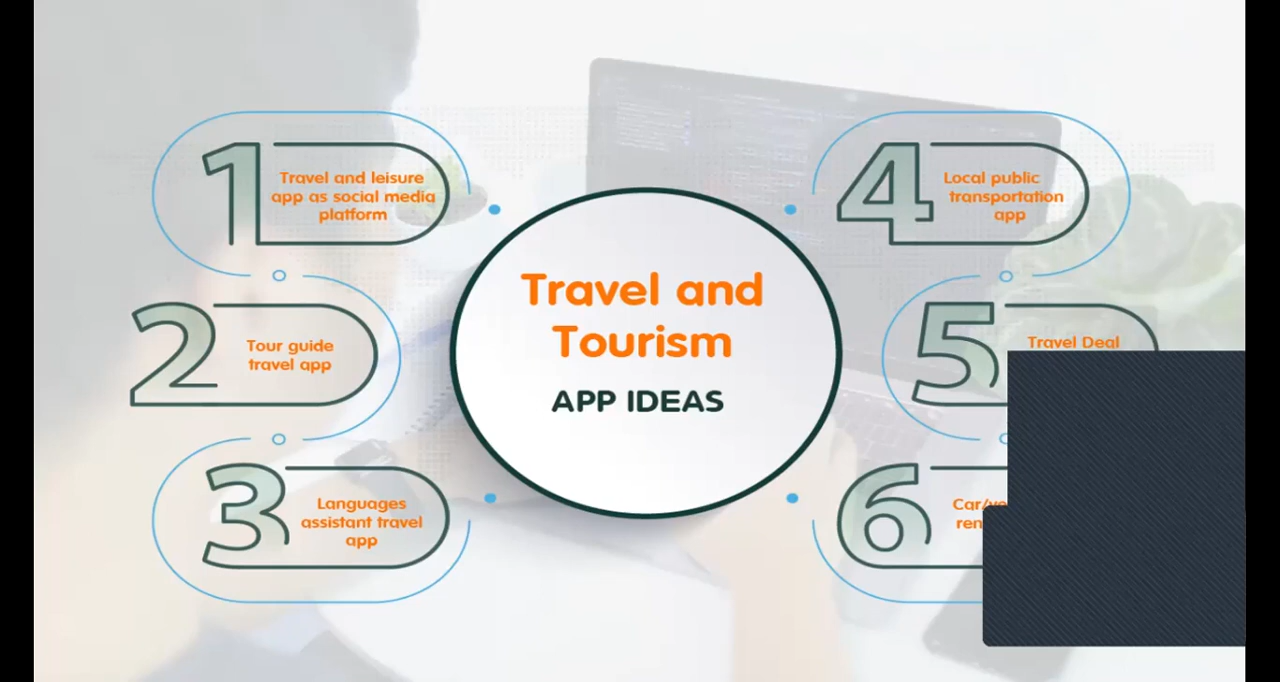 1
Travel and leisure
app as social media
platform
2
Tour guide
travel app
3
Languages
assistant travel
app
Travel and
Tourism
APP IDEAS
4
Local public
transportation
app
5
Travel Deal
6